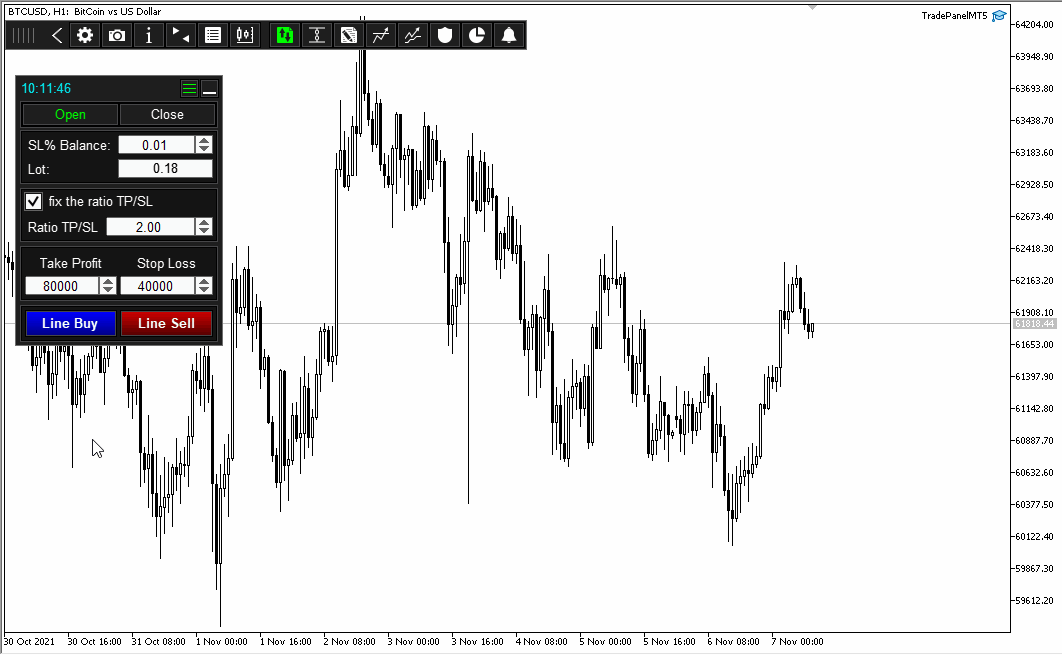 BTCUSD, H1: BitCoin vs US Dollar
TradePanelMT5
10:11:46
Open Close
SL% Balance: 0.01
Lot: 0.18
fix the ratio TP/SL
Ratio TP/SL 2.00
Take Profit Stop Loss
80000 40000
Line Buy Line Sell
64204.00
63948.90
63693.80
63438.70
63183.60
62928.50
62673.40
62418.30
62163.20
61908.10
61818.44
61653.00
61397.90
61142.80
60887.70
60632.60
60377.50
60122.40
59867.30
59612.20
30 Oct 2021 30 Oct 16:00 31 Oct 08:00 1 Nov 00:00 1 Nov 16:00 2 Nov 08:00 3 Nov 00:00 3 Nov 16:00 4 Nov 08:00 5 Nov 00:00 5 Nov 16:00 6 Nov 08:00 7 Nov 00:00